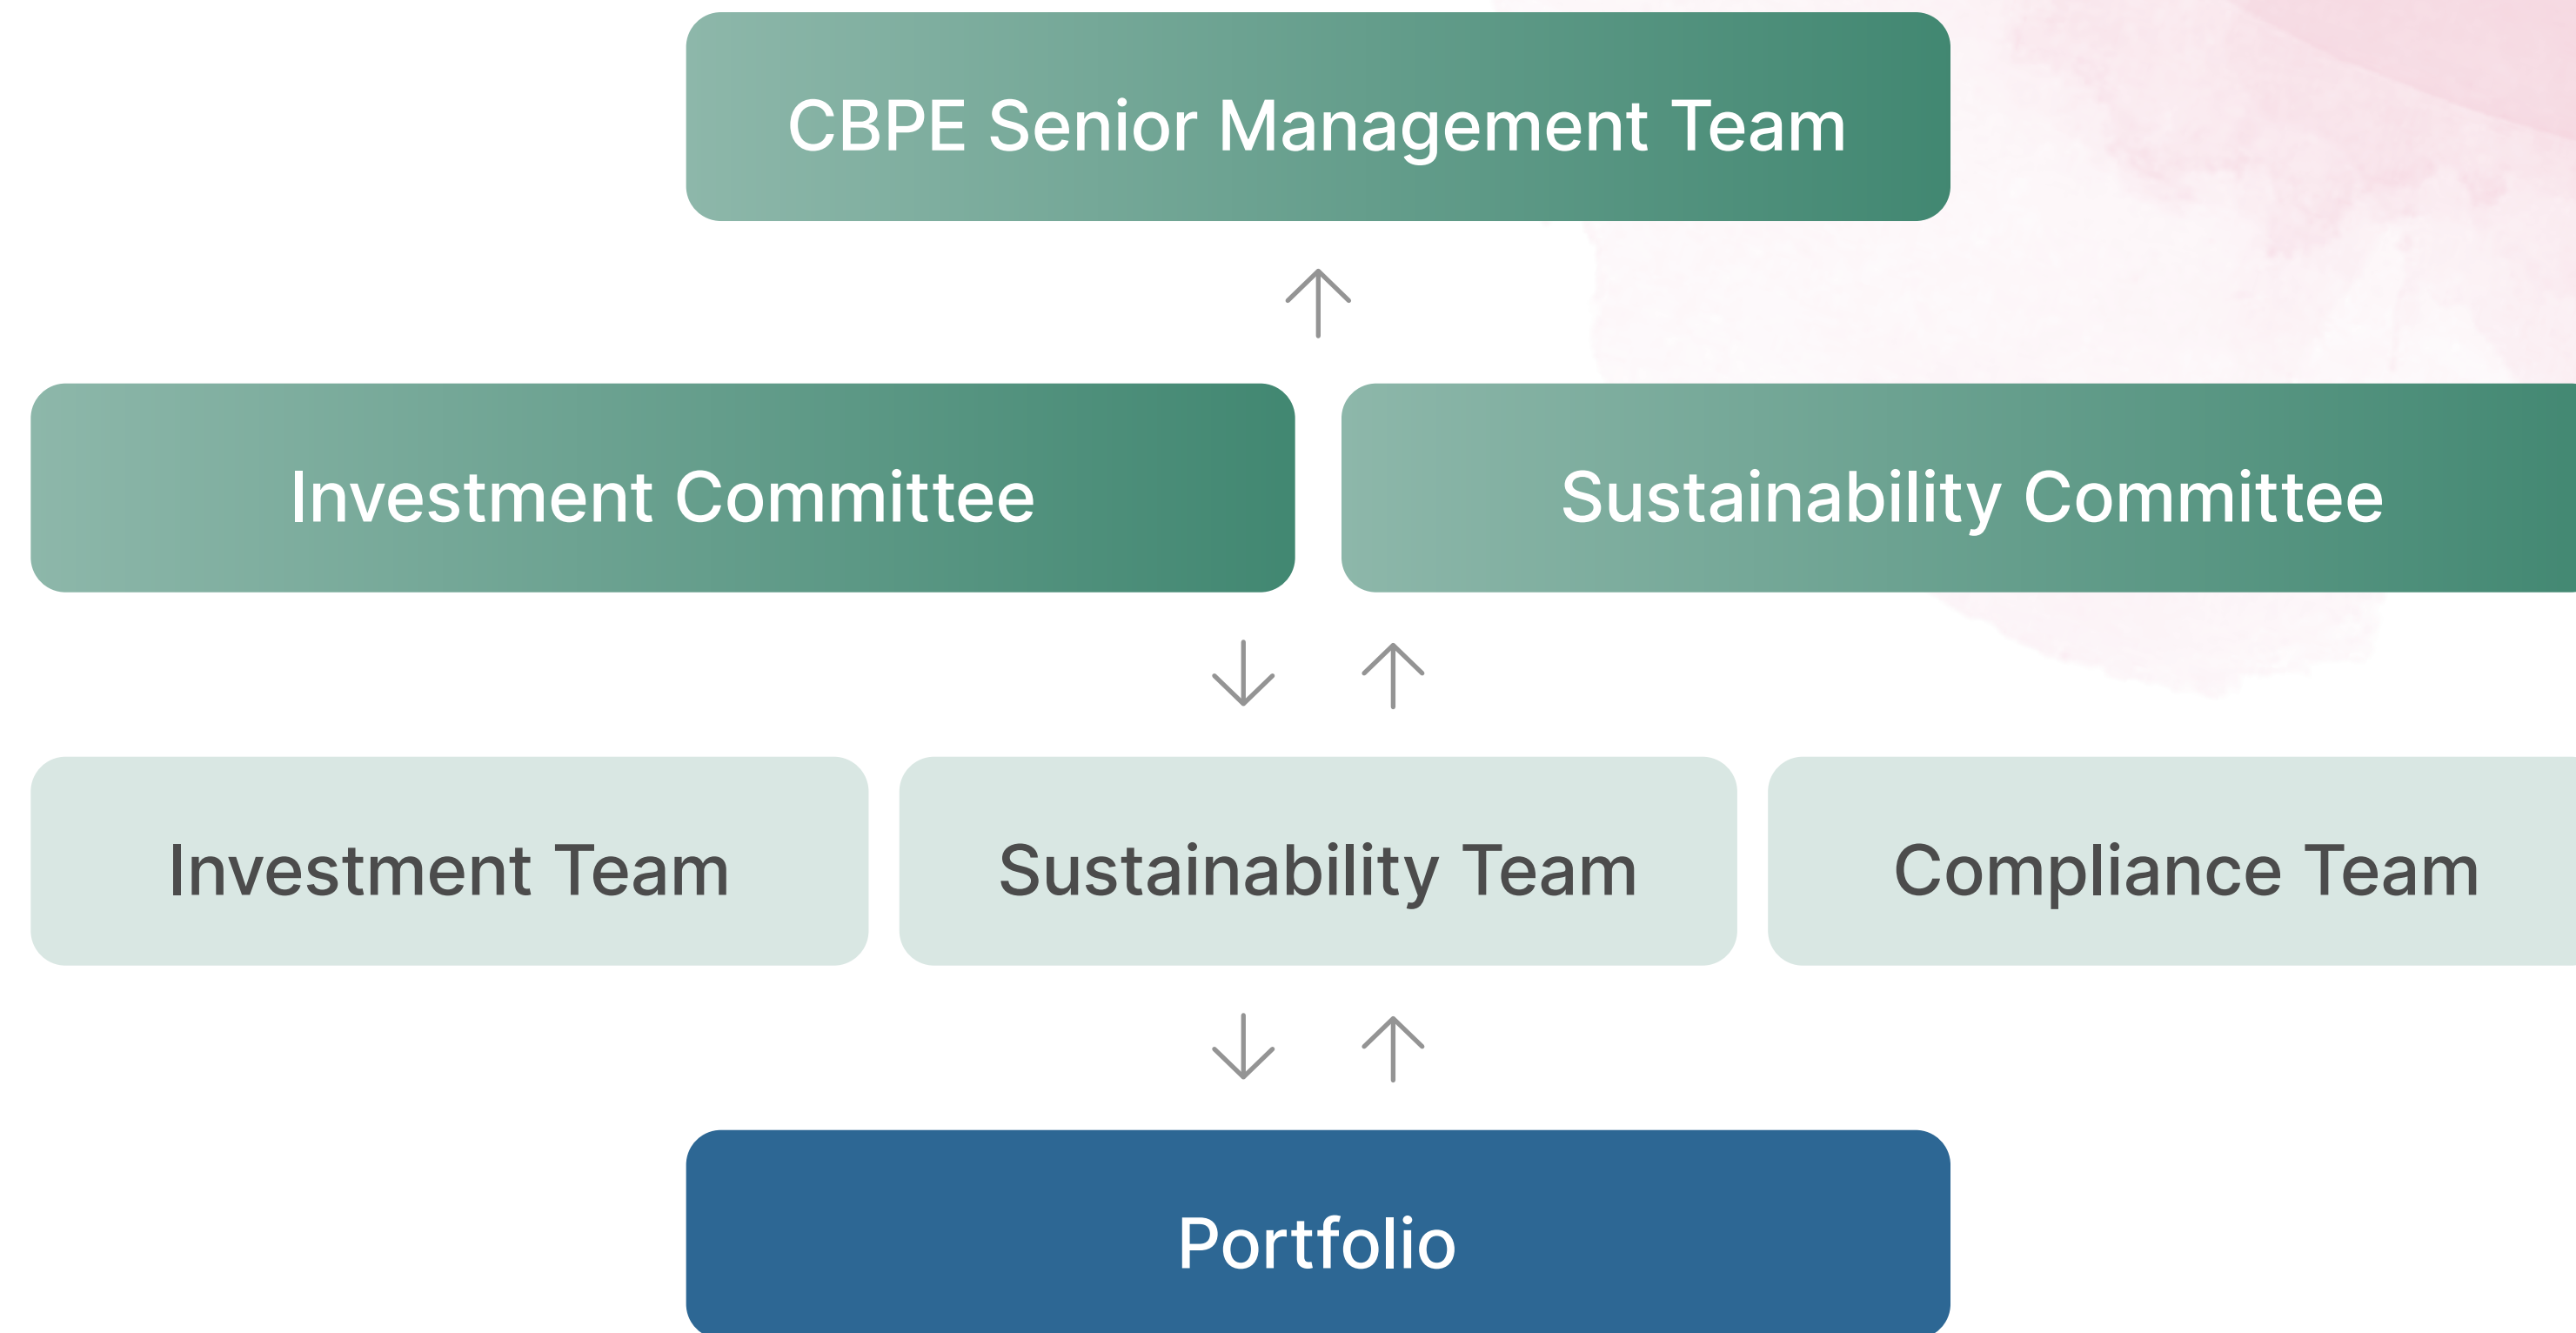 CBPE Senior Management Team
Investment Committee
Sustainability Committee
Investment Team
Sustainability Team
Compliance Team
Portfolio